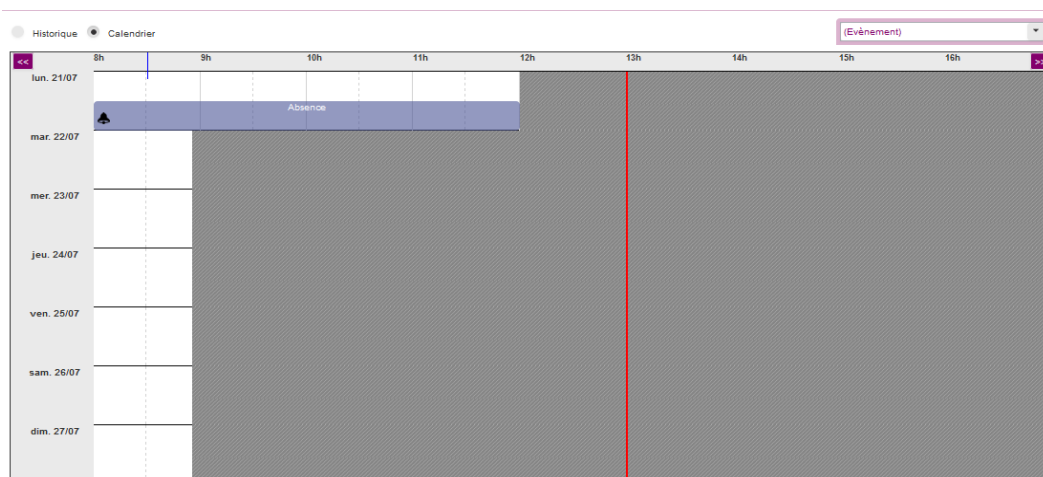 Historique Calendrier (Evènement)
<< 8h 9h 10h 11h 12h 13h 14h 15h 16h >>
lun. 21/07
Absence
mar. 22/07
mer. 23/07
jeu. 24/07
ven. 25/07
sam. 26/07
dim. 27/07